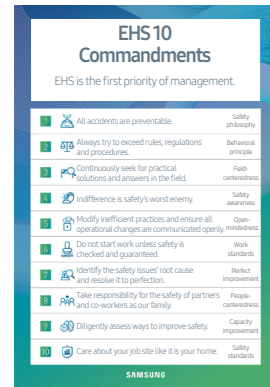 EHS 10
Commandments
EHS is the first priority of management.
1 All accidents are preventable. Safety
philosophy
2 Always try to exceed rules, regulations
and procedures. Behavioral
principle
3 Continuously seek for practical
solutions and answers in the field. Field-
centeredness
4 Indifference is safety's worst enemy. Safety
awareness
5 Modify inefficient practices and ensure all
operational changes are communicated openly. Open-
mindedness
6 Do not start work unless safety is
checked and guaranteed. Work
standards
7 Identify the safety issues' root cause
and resolve it to perfection. Perfect
improvement
8 Take responsibility for the safety of partners
and co-workers as our family. People-
centeredness
9 Diligently assess ways to improve safety. Capacity
improvement
10 Care about your job site like it is your home. Safety
standards
SAMSUNG